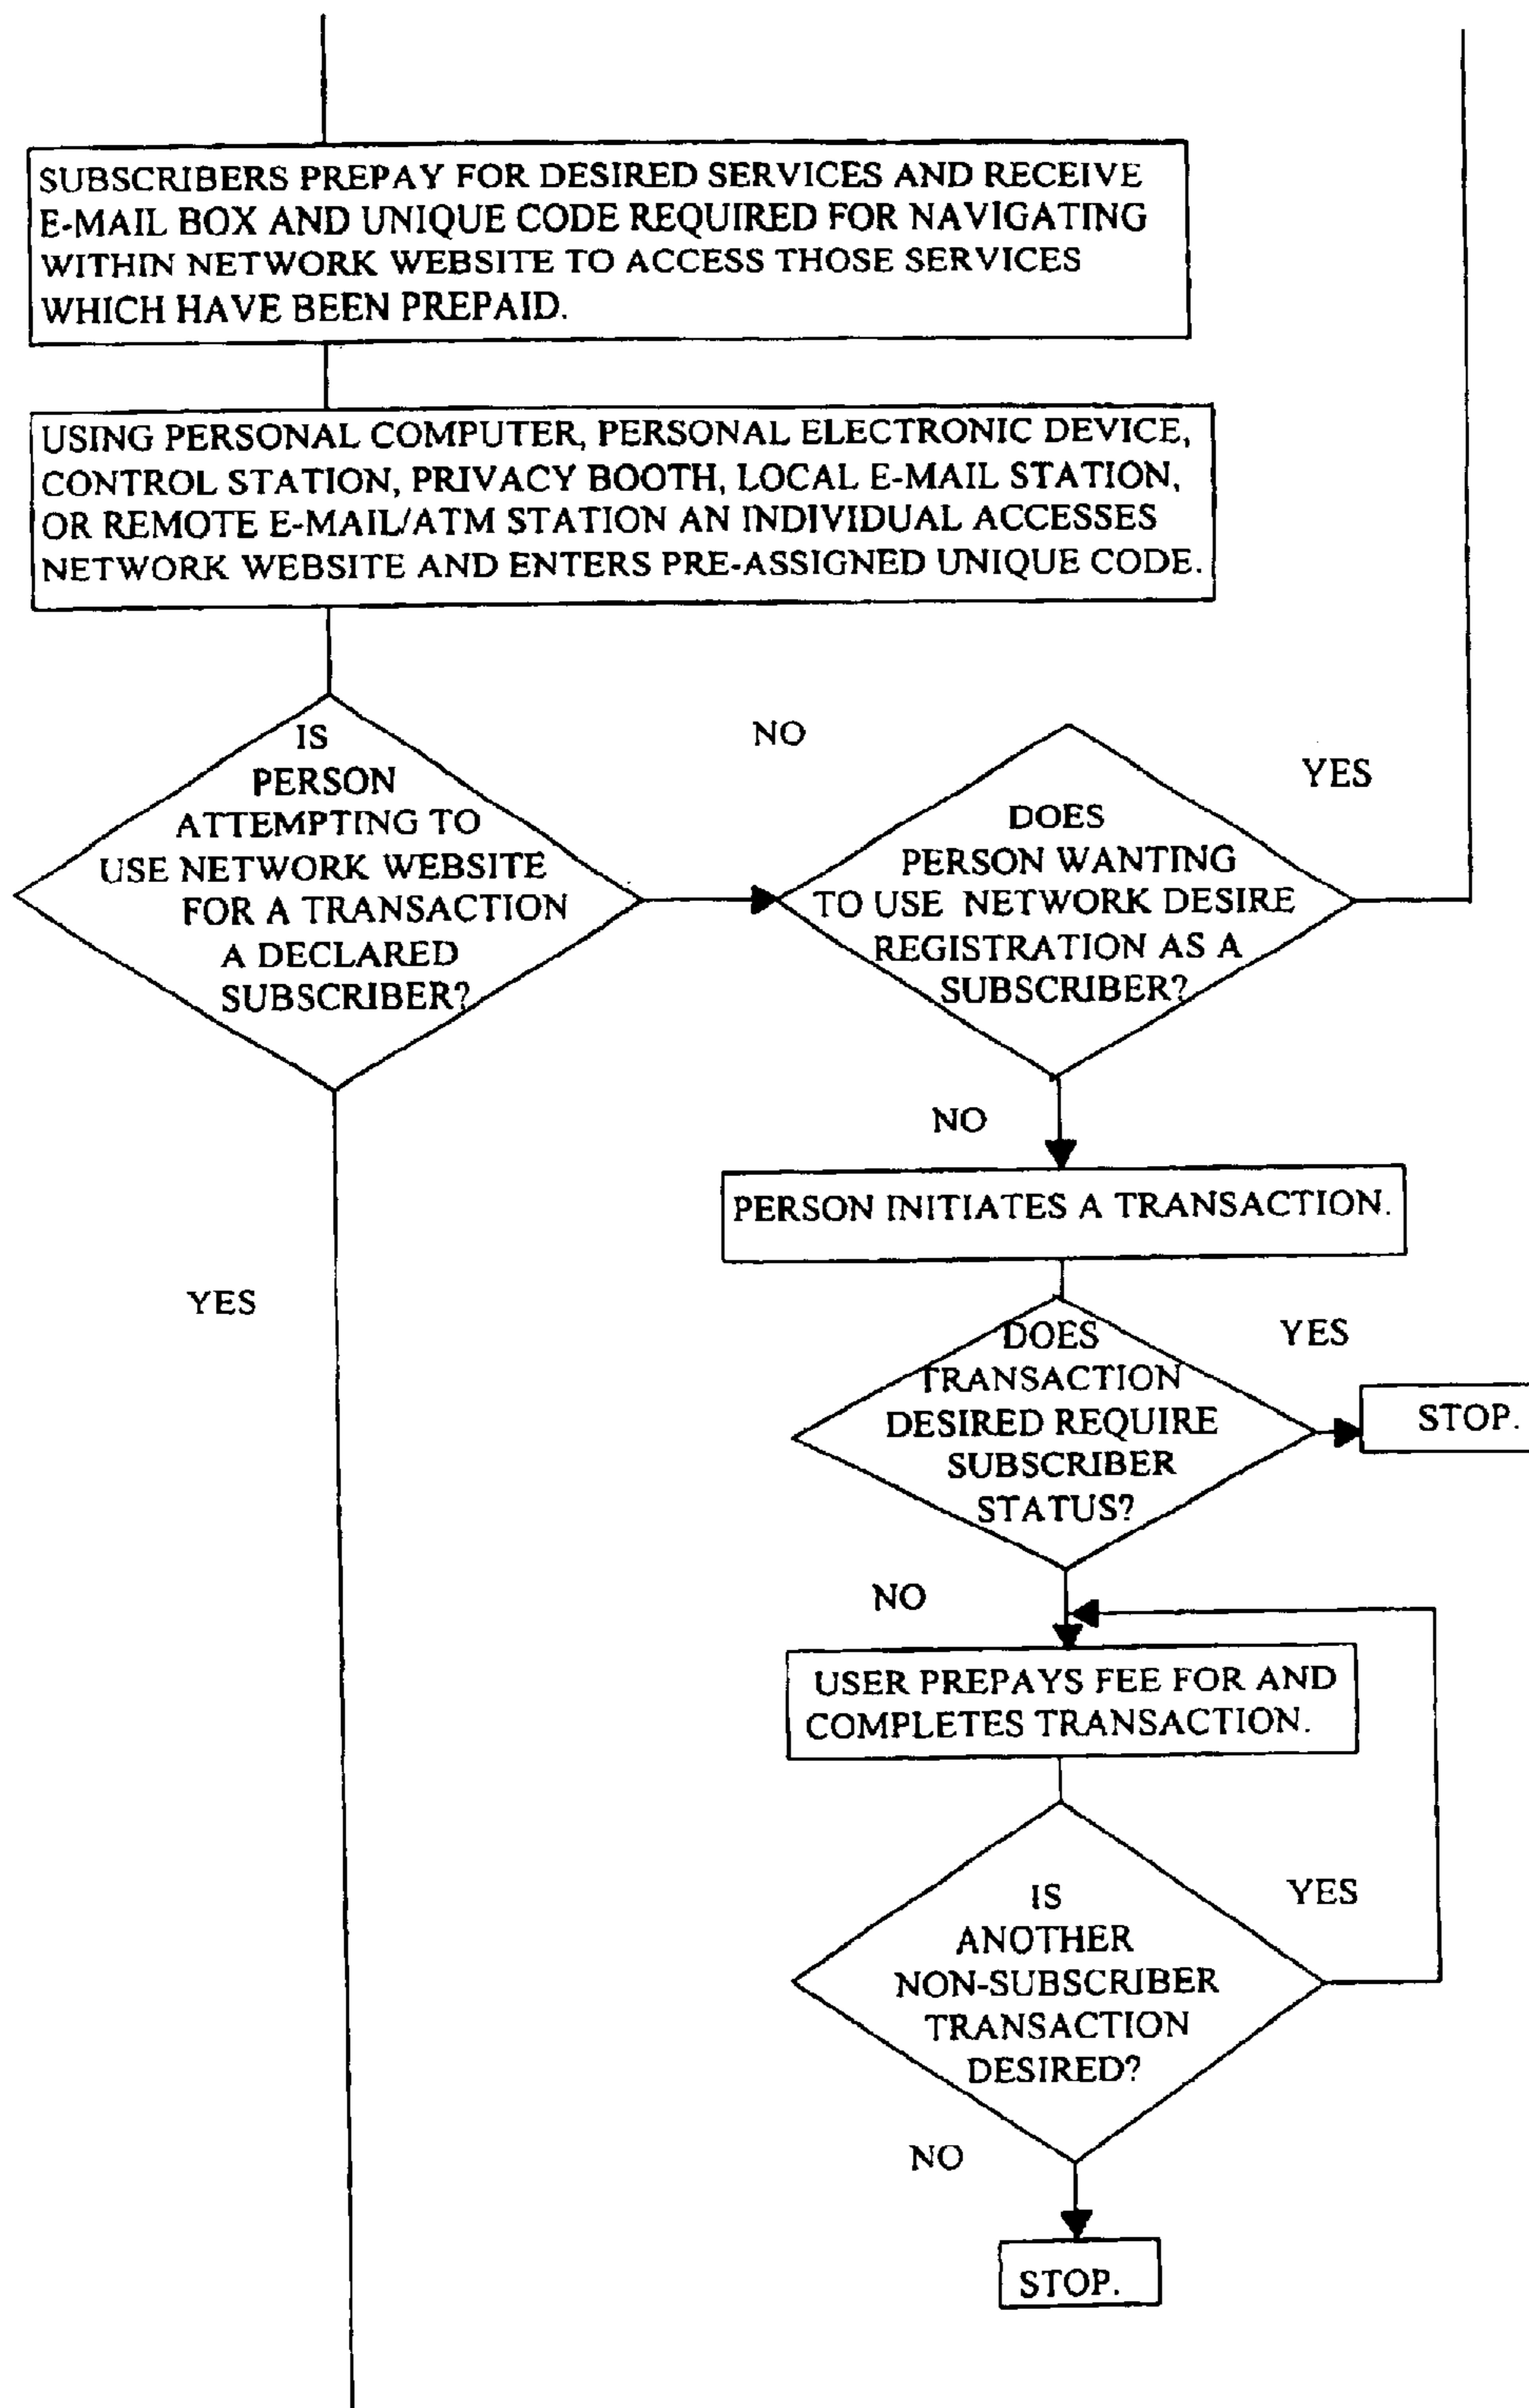 SUBSCRIBERS PREPAY FOR DESIRED SERVICES AND RECEIVE
E-MAIL BOX AND UNIQUE CODE REQUIRED FOR NAVIGATING
WITHIN NETWORK WEBSITE TO ACCESS THOSE SERVICES
WHICH HAVE BEEN PREPAID.
USING PERSONAL COMPUTER, PERSONAL ELECTRONIC DEVICE,
CONTROL STATION, PRIVACY BOOTH, LOCAL E-MAIL STATION,
OR REMOTE E-MAIL/ATM STATION AN INDIVIDUAL ACCESSES
NETWORK WEBSITE AND ENTERS PRE-ASSIGNED UNIQUE CODE.
IS
PERSON
ATTEMPTING TO
USE NETWORK WEBSITE
FOR A TRANSACTION
A DECLARED
SUBSCRIBER?
NO
DOES
PERSON WANTING
TO USE NETWORK DESIRE
REGISTRATION AS A
SUBSCRIBER?
YES
NO
PERSON INITIATES A TRANSACTION.
YES
DOES
TRANSACTION
DESIRED REQUIRE
SUBSCRIBER
STATUS?
YES
STOP.
NO
USER PREPAYS FEE FOR AND
COMPLETES TRANSACTION.
IS
ANOTHER
NON-SUBSCRIBER
TRANSACTION
DESIRED?
YES
NO
STOP.